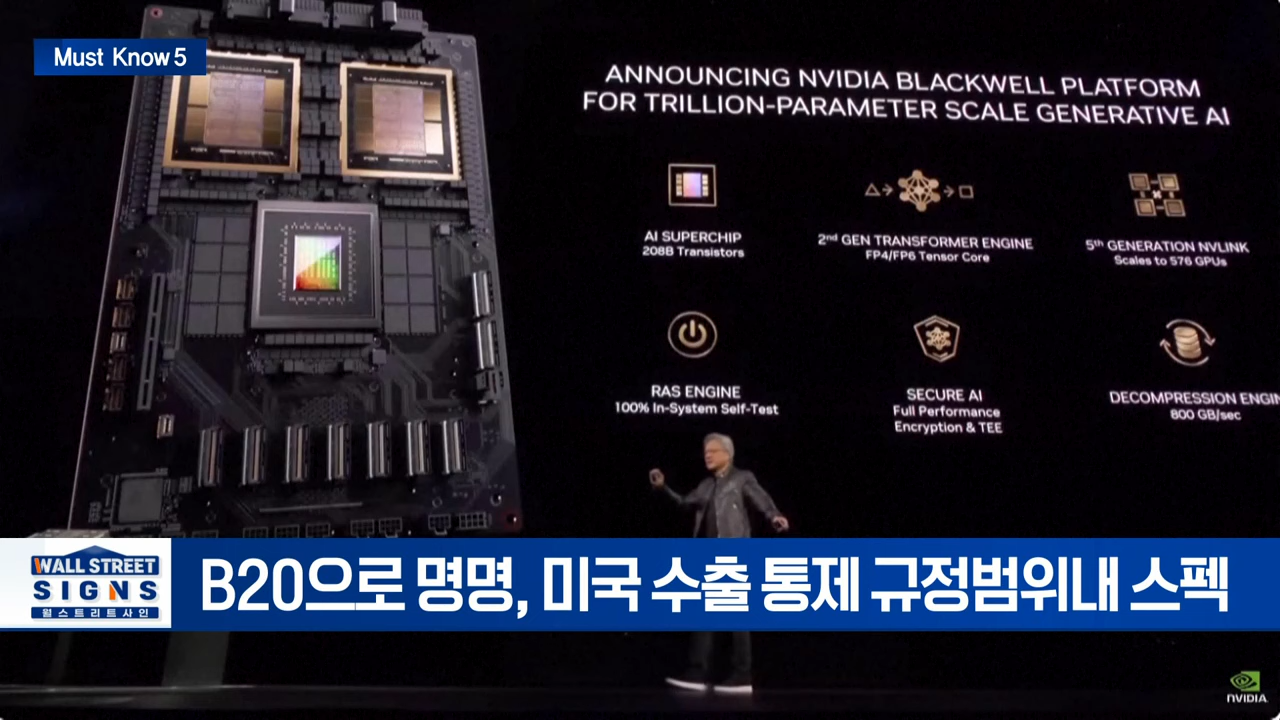 Must Know 5
ANNOUNCING NVIDIA BLACKWELL PLATFORM
FOR TRILLION-PARAMETER SCALE GENERATIVE AI
AI SUPERCHIP
208B Transistors
2nd GEN TRANSFORMER ENGINE
FP4/FP6 Tensor Core
5th GENERATION NVLINK
Scales to 576 GPUs
RAS ENGINE
100% In-System Self-Test
SECURE AI
Full Performance
Encryption & TEE
DECOMPRESSION ENGIN
800 GB/sec
WALL STREET
SIGNS
월스트리트사인
B20으로 명명, 미국 수출 통제 규정범위내 스펙
NVIDIA